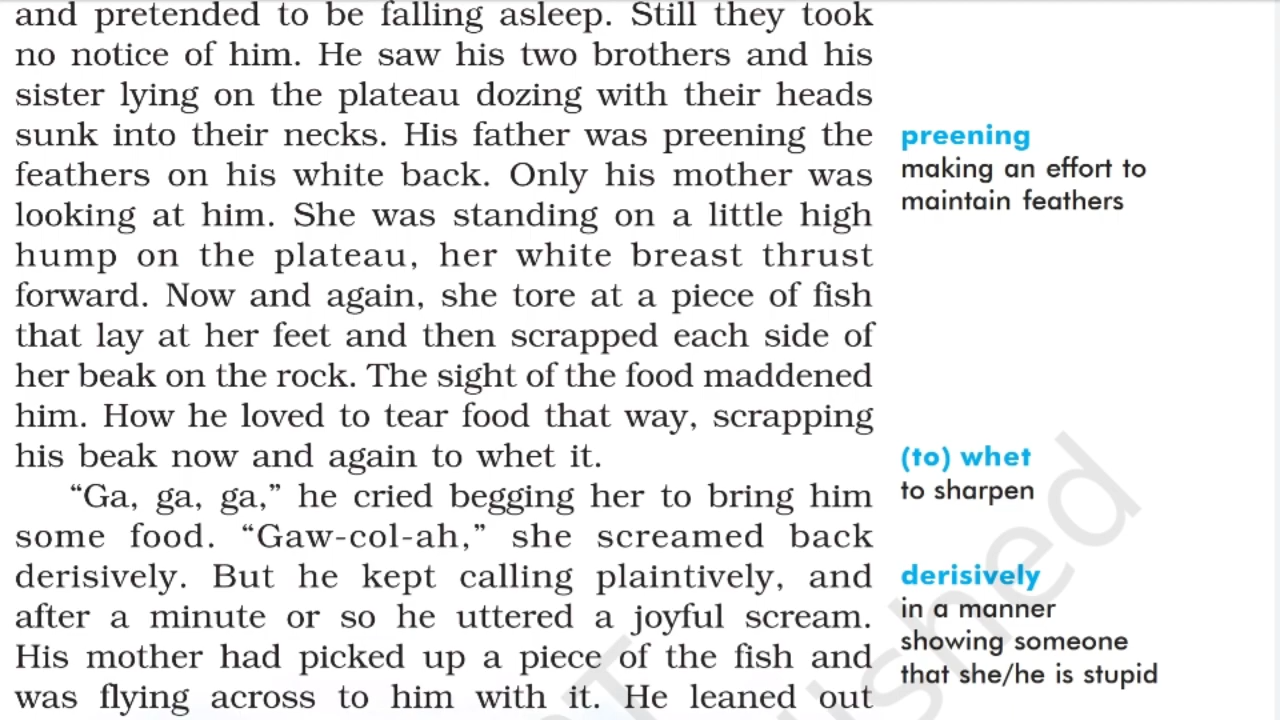 and pretended to be falling asleep. Still they took
no notice of him. He saw his two brothers and his
sister lying on the plateau dozing with their heads
sunk into their necks. His father was preening the
feathers on his white back. Only his mother was
looking at him. She was standing on a little high
hump on the plateau, her white breast thrust
forward. Now and again, she tore at a piece of fish
that lay at her feet and then scrapped each side of
her beak on the rock. The sight of the food maddened
him. How he loved to tear food that way, scrapping
his beak now and again to whet it.
“Ga, ga, ga,” he cried begging her to bring him
some food. “Gaw-col-ah,” she screamed back
derisively. But he kept calling plaintively, and
after a minute or so he uttered a joyful scream.
His mother had picked up a piece of the fish and
was flying across to him with it. He leaned out
preening
making an effort to
maintain feathers
(to) whet
to sharpen
derisively
in a manner
showing someone
that she/he is stupid